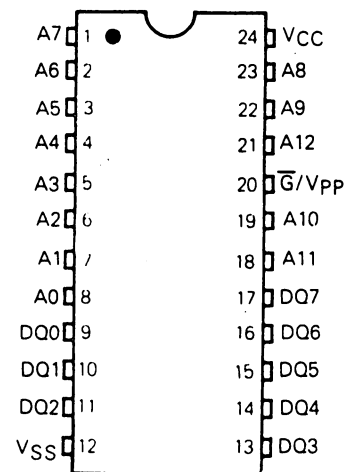 A7 1 24 VCC
A6 2 23 A8
A5 3 22 A9
A4 4 21 A12
A3 5 20 G̅/VPP
A2 6 19 A10
A1 7 18 A11
A0 8 17 DQ7
DQ0 9 16 DQ6
DQ1 10 15 DQ5
DQ2 11 14 DQ4
VSS 12 13 DQ3